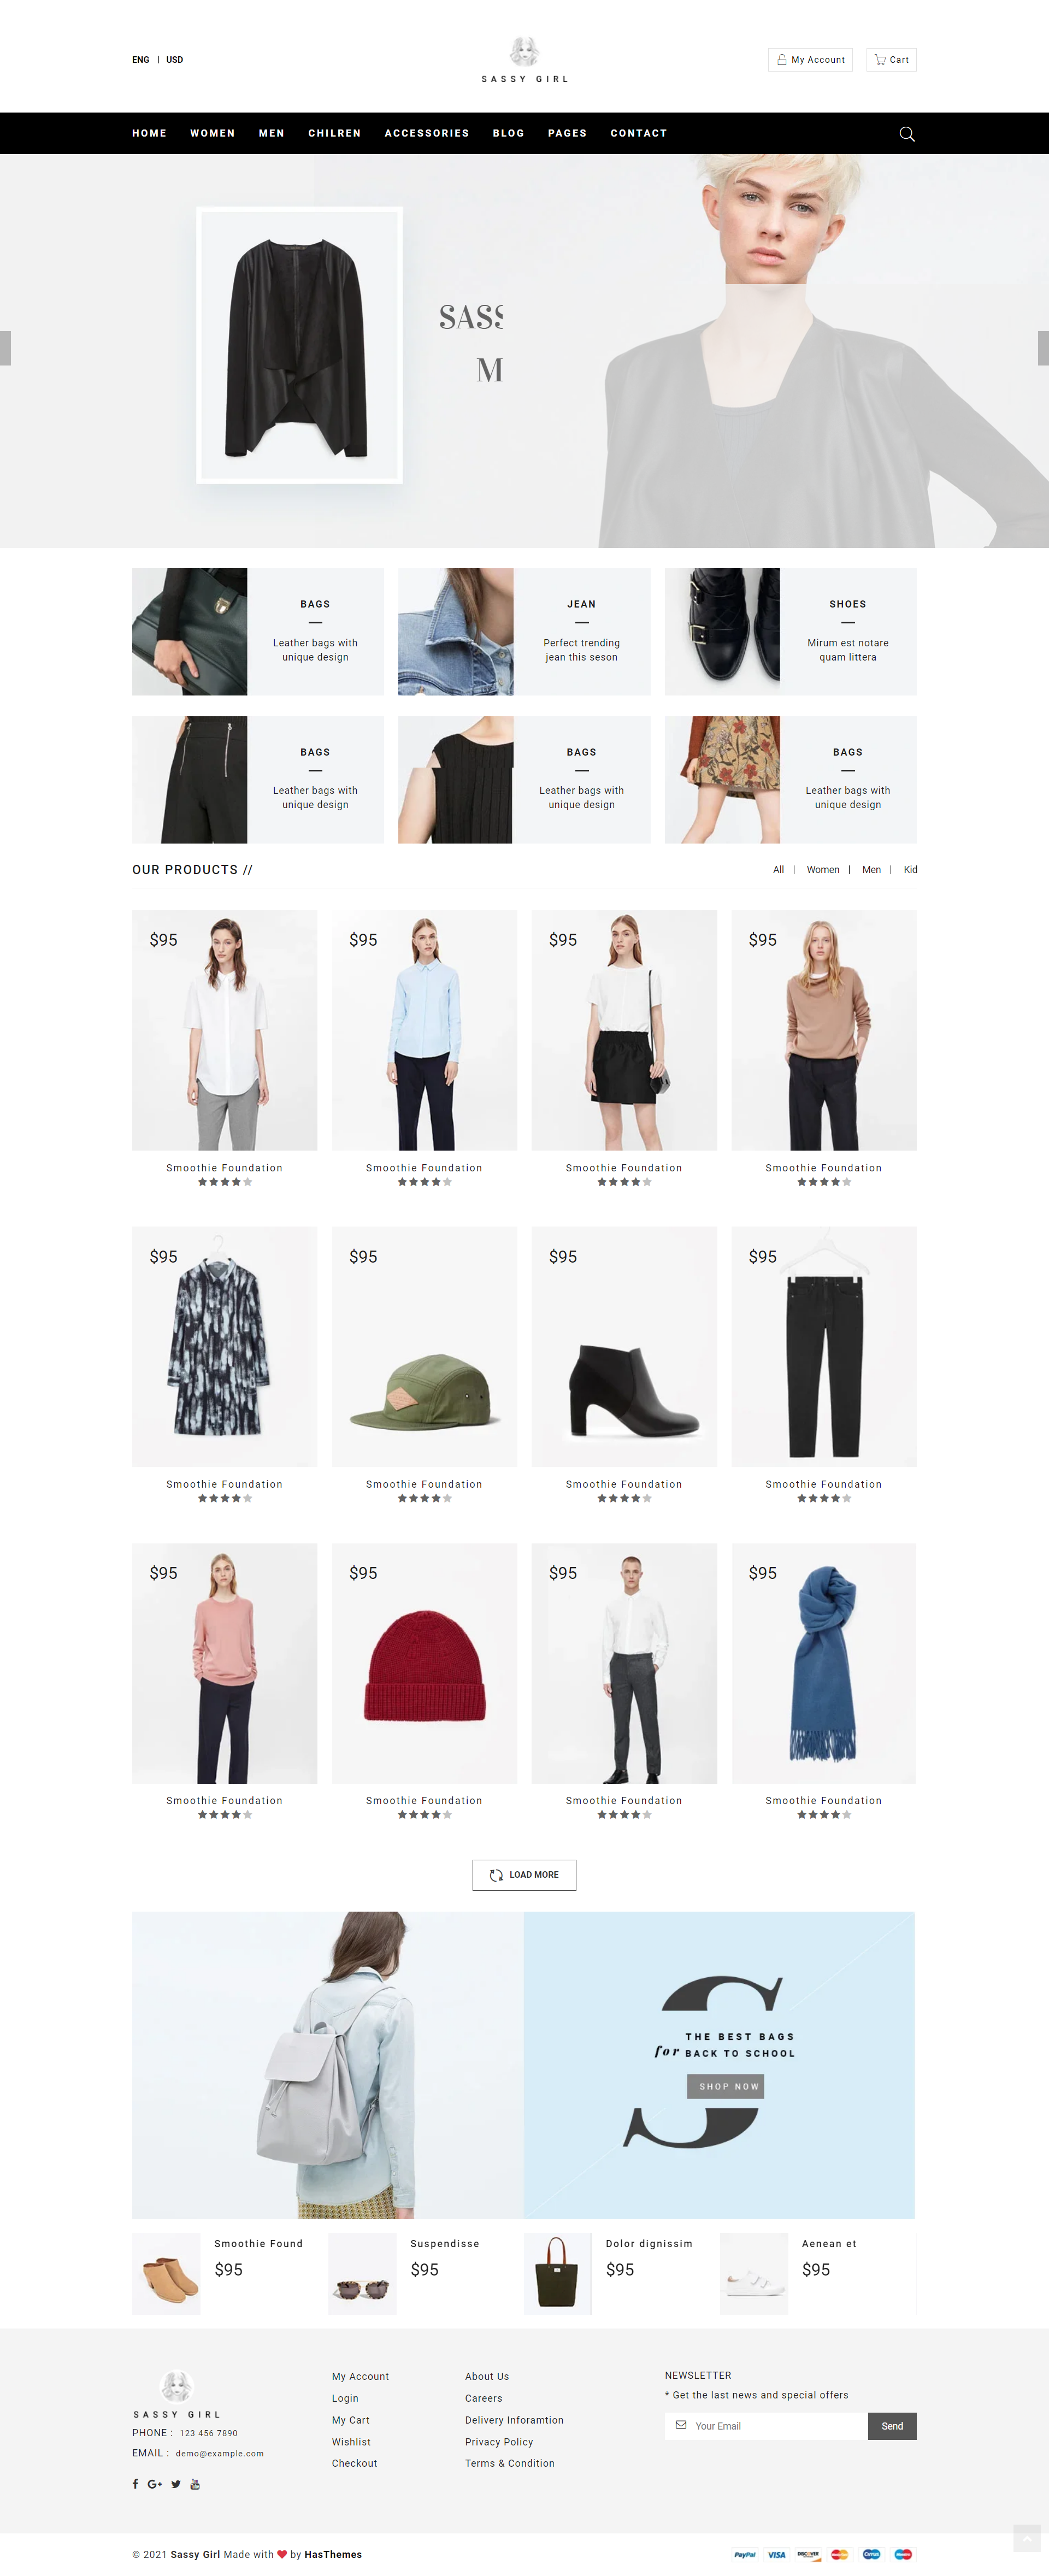 ENG | USD
SASSY GIRL
My Account
Cart
HOME WOMEN MEN CHILREN ACCESSORIES BLOG PAGES CONTACT
SASS
M
BAGS
Leather bags with
unique design
JEAN
Perfect trending
jean this seson
SHOES
Mirum est notare
quam littera
BAGS
Leather bags with
unique design
BAGS
Leather bags with
unique design
BAGS
Leather bags with
unique design
OUR PRODUCTS //
All | Women | Men | Kid
$95
$95
$95
$95
Smoothie Foundation
Smoothie Foundation
Smoothie Foundation
Smoothie Foundation
$95
$95
$95
$95
Smoothie Foundation
Smoothie Foundation
Smoothie Foundation
Smoothie Foundation
$95
$95
$95
$95
Smoothie Foundation
Smoothie Foundation
Smoothie Foundation
Smoothie Foundation
LOAD MORE
S
THE BEST BAGS
for BACK TO SCHOOL
SHOP NOW
Smoothie Found
$95
Suspendisse
$95
Dolor dignissim
$95
Aenean et
$95
SASSY GIRL
PHONE : 123 456 7890
EMAIL : demo@example.com
My Account
Login
My Cart
Wishlist
Checkout
About Us
Careers
Delivery Inforamtion
Privacy Policy
Terms & Condition
NEWSLETTER
* Get the last news and special offers
Your Email
Send
© 2021 Sassy Girl Made with ❤ by HasThemes
PayPal VISA DISCOVER MasterCard Cirrus Maestro